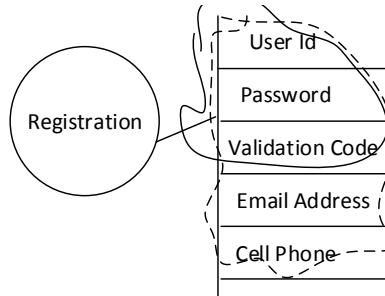 User Id
Password
Registration
Validation Code
Email Address
Cell Phone